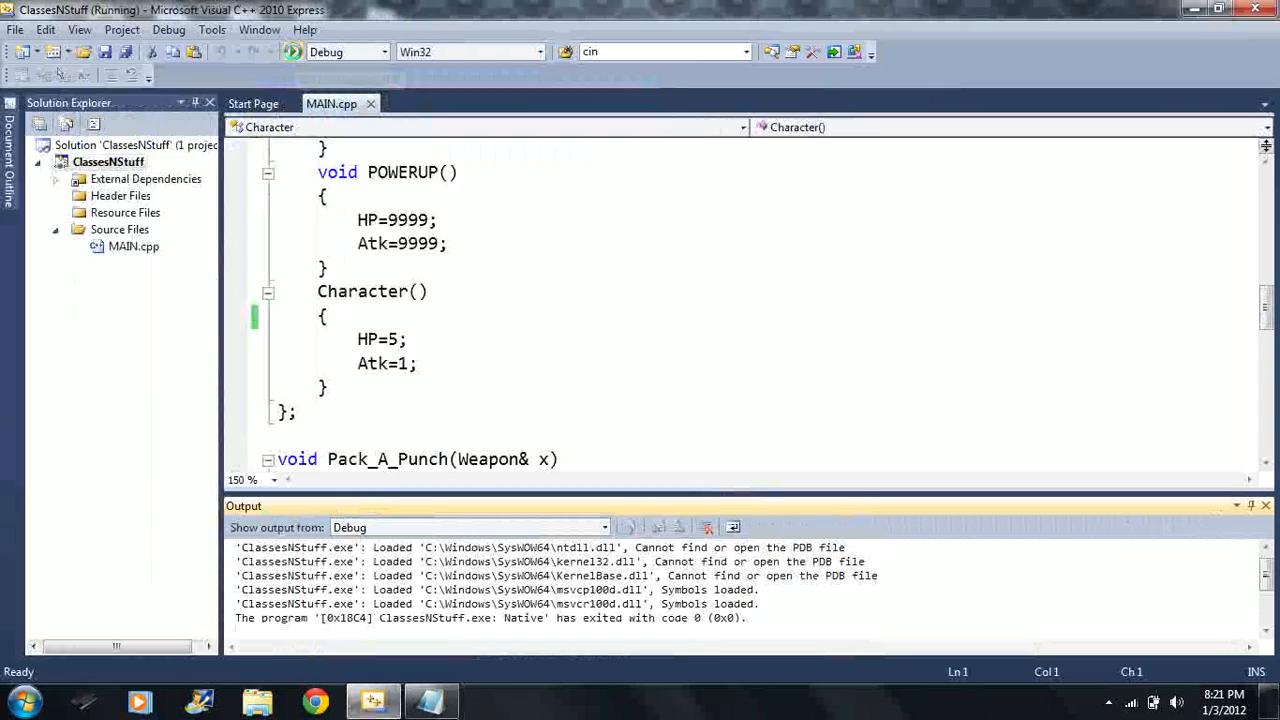 ClassesNStuff (Running) - Microsoft Visual C++ 2010 Express
File Edit View Project Debug Tools Window Help
Debug Win32 cin
Solution Explorer
Start Page MAIN.cpp
Character Character()
Document Outline
Solution 'ClassesNStuff' (1 projec
ClassesNStuff
External Dependencies
Header Files
Resource Files
Source Files
MAIN.cpp
}
void POWERUP()
{
HP=9999;
Atk=9999;
}
Character()
{
HP=5;
Atk=1;
}
};
void Pack_A_Punch(Weapon& x)
150 %
Output
Show output from: Debug
'ClassesNStuff.exe': Loaded 'C:\Windows\SysWOW64\ntdll.dll', Cannot find or open the PDB file
'ClassesNStuff.exe': Loaded 'C:\Windows\SysWOW64\kernel32.dll', Cannot find or open the PDB file
'ClassesNStuff.exe': Loaded 'C:\Windows\SysWOW64\KernelBase.dll', Cannot find or open the PDB file
'ClassesNStuff.exe': Loaded 'C:\Windows\SysWOW64\msvcp100d.dll', Symbols loaded.
'ClassesNStuff.exe': Loaded 'C:\Windows\SysWOW64\msvcr100d.dll', Symbols loaded.
The program '[0x18C4] ClassesNStuff.exe: Native' has exited with code 0 (0x0).
Ready Ln 1 Col 1 Ch 1 INS
8:21 PM
1/3/2012